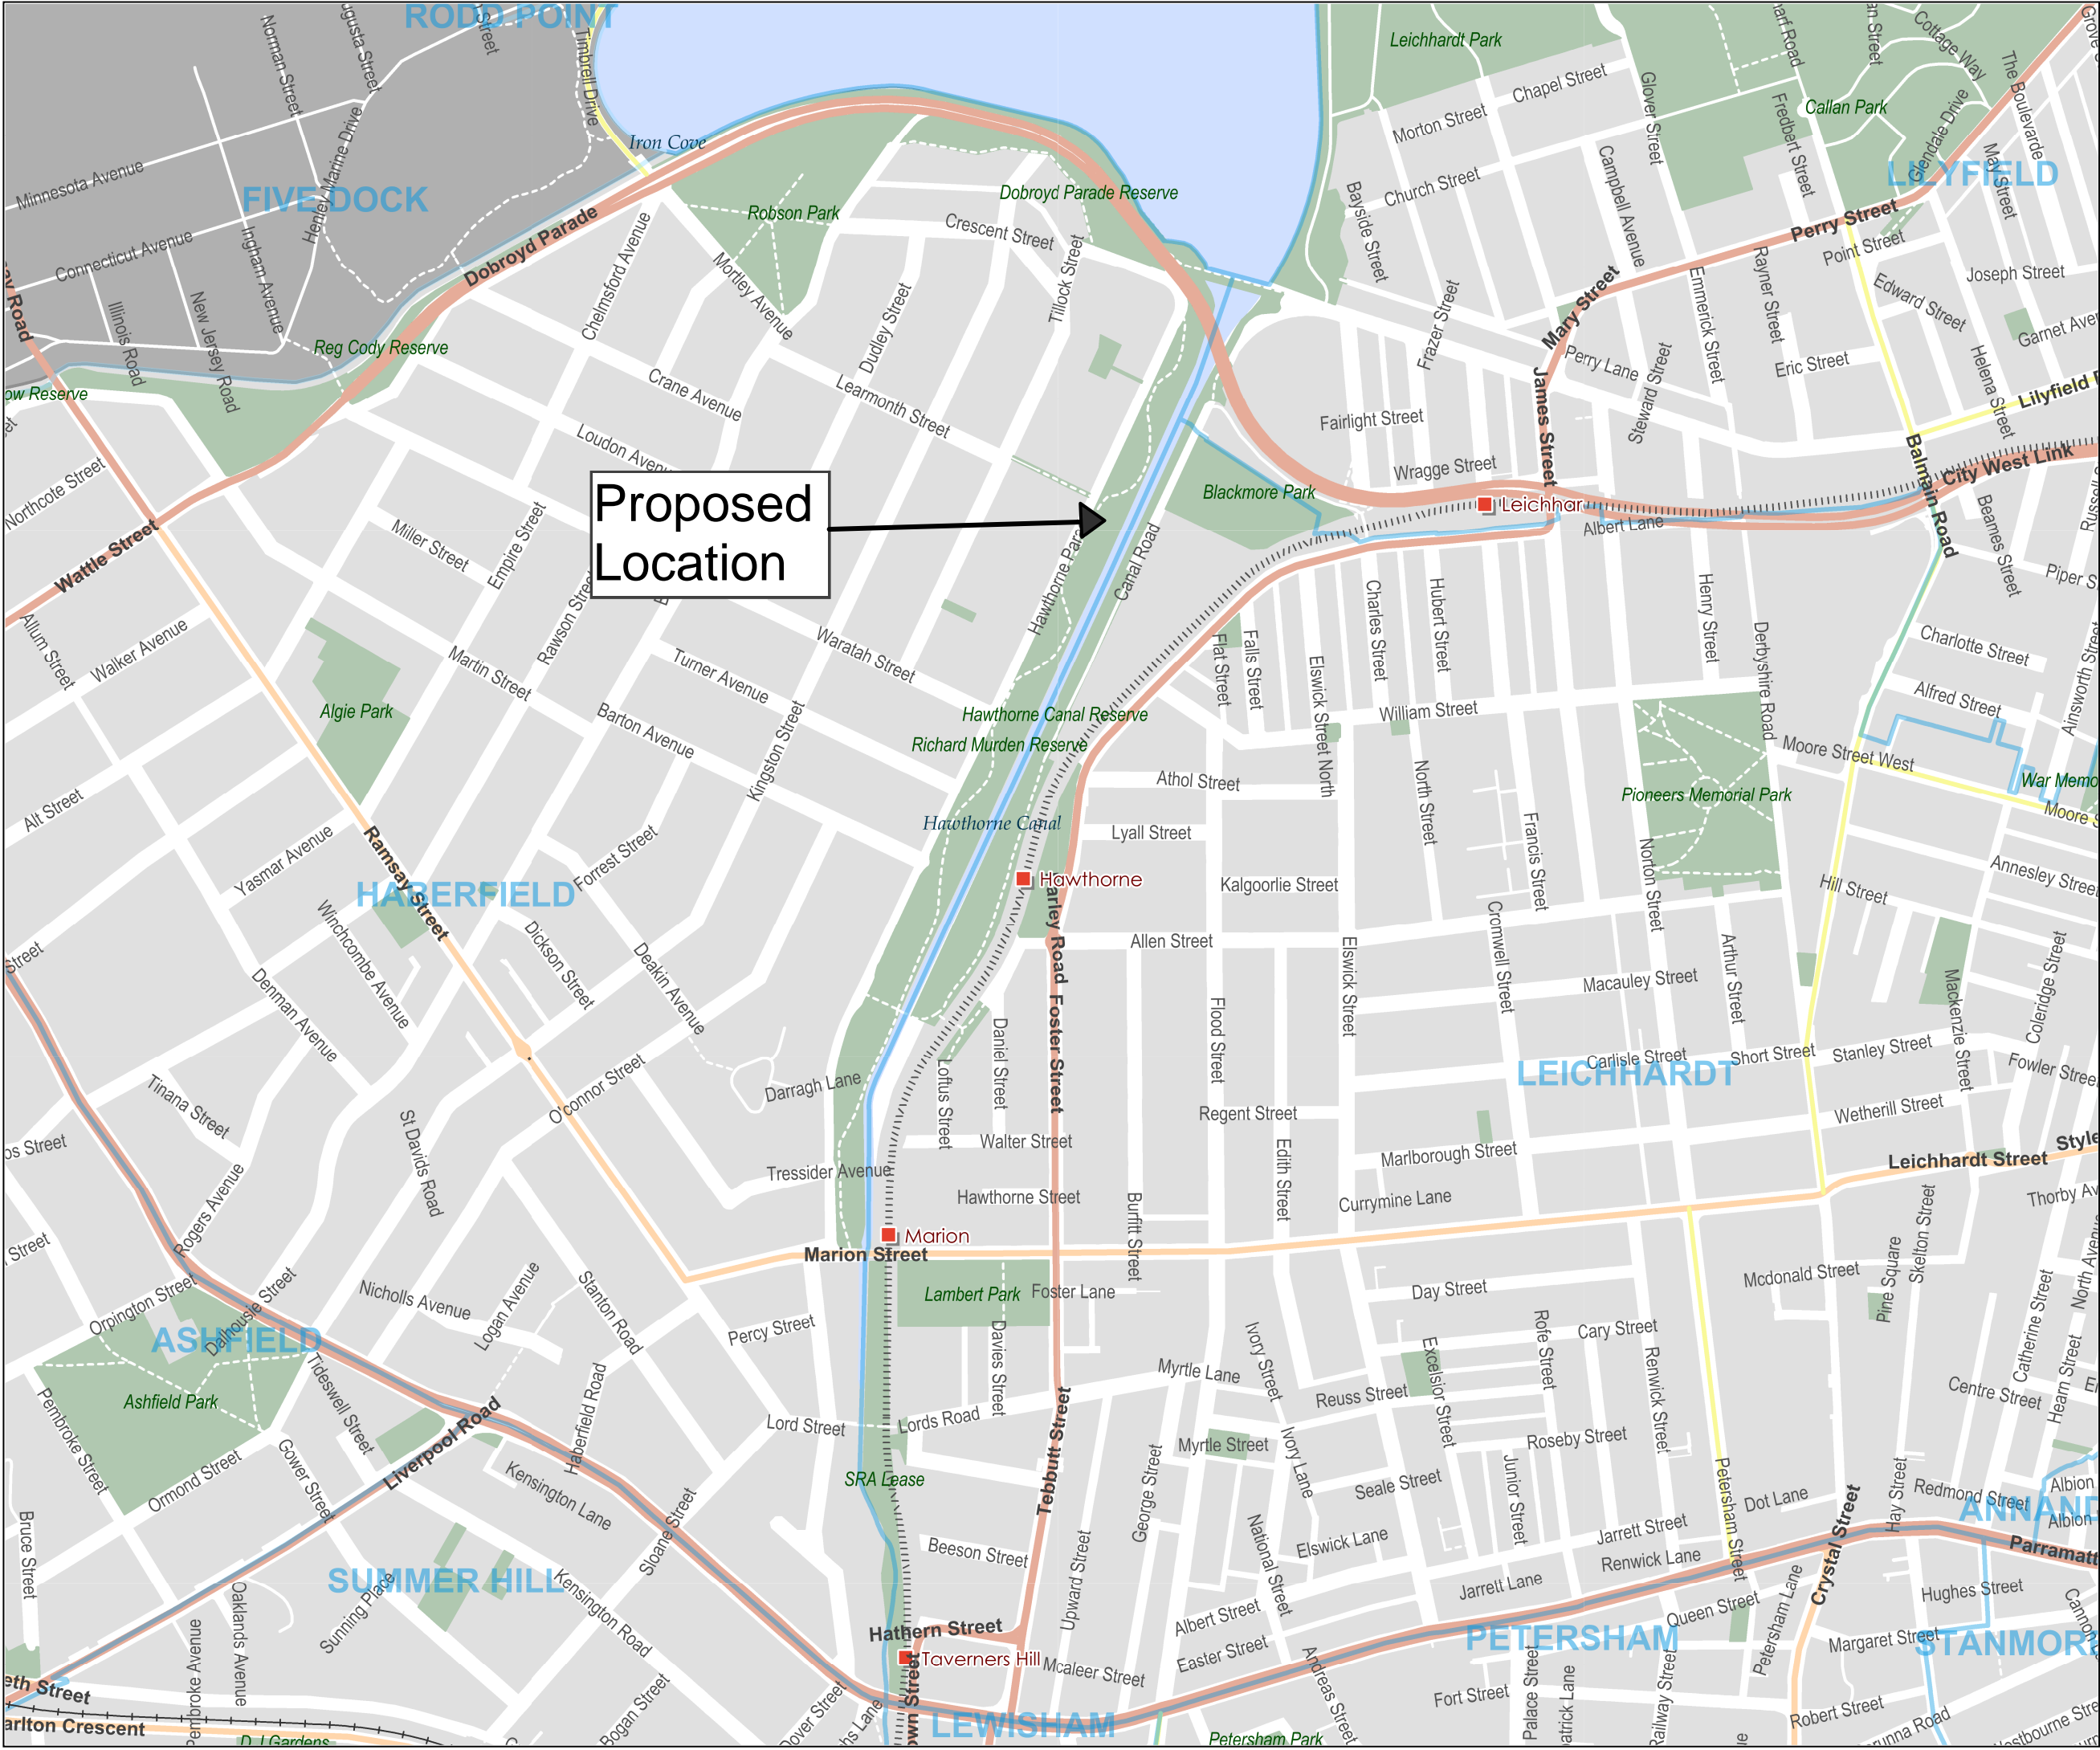 RODD POINT
Norman Street
Timbrell Drive
Iron Cove
Minnesota Avenue
FIVE DOCK
Henley Marine Drive
Connecticut Avenue
Ingham Avenue
Illinois Road
New Jersey Road
Reg Cody Reserve
Dobroyd Parade
Chelmsford Avenue
Robson Park
Mortley Avenue
Dobroyd Parade Reserve
Crescent Street
Tillock Street
Dudley Street
Learmonth Street
Crane Avenue
Leichhardt Park
Chapel Street
Morton Street
Church Street
Bayside Street
Glover Street
Campbell Avenue
Cottage Way
The Boulevarde
Callan Park
Fredbert Street
Glendale Drive
LILYFIELD
May Street
Perry Street
Point Street
Joseph Street
Edward Street
Rayner Street
Emmerick Street
Mary Street
Frazer Street
Perry Lane
Steward Street
Eric Street
Helena Street
Lilyfield
James Street
Fairlight Street
Wragge Street
Leichhar
Albert Lane
Balmain Road
City West Link
Beames Street
Blackmore Park
Proposed
Location
Canal Road
Northcote Street
Wattle Street
Miller Street
Empire Street
Allum Street
Walker Avenue
Martin Street
Waratah Street
Turner Avenue
Barton Avenue
Kingston Street
Algie Park
Alt Street
Yasmar Avenue
Ramsay Street
HABERFIELD
Forrest Street
Winchcombe Avenue
Dickson Street
Deakin Avenue
Denman Avenue
Hawthorne Canal Reserve
Richard Murden Reserve
Hawthorne Canal
Hawthorne
Flat Street
Falls Street
Elswick Street North
Charles Street
Hubert Street
William Street
Henry Street
Derbyshire Road
Charlotte Street
Alfred Street
Ainsworth Street
Moore Street West
Pioneers Memorial Park
Athol Street
Lyall Street
Kalgoorlie Street
Allen Street
North Street
Francis Street
Norton Street
Cromwell Street
Arthur Street
Hill Street
Annesley Street
Mackenzie Street
Coleridge Street
Macauley Street
Elswick Street
Flood Street
Foster Street
Daniel Street
Loftus Street
Darragh Lane
O'connor Street
Tinana Street
St Davids Road
Rogers Avenue
Tressider Avenue
Walter Street
Hawthorne Street
Regent Street
Edith Street
Burfitt Street
LEICHHARDT
Carlisle Street
Short Street
Stanley Street
Wetherill Street
Marlborough Street
Leichhardt Street
Currymine Lane
Marion
Marion Street
Lambert Park
Foster Lane
Davies Street
Percy Street
Stanton Road
Nicholls Avenue
Logan Avenue
Orpington Street
Dalhousie Street
ASHFIELD
Ashfield Park
Tideswell Street
Pembroke Street
Ormond Street
Gower Street
Liverpool Road
Haberfield Road
Kensington Lane
Lord Street
Lords Road
SRA Lease
Tebbutt Street
Myrtle Lane
Myrtle Street
Ivory Street
Ivory Lane
Reuss Street
Day Street
Cary Street
Rofe Street
Excelsior Street
Renwick Street
Roseby Street
Seale Street
Junior Street
Mcdonald Street
Pine Square
Skelton Street
Catherine Street
Centre Street
Hearn Street
Redmond Street
Hay Street
Dot Lane
Petersham Street
Crystal Street
Jarrett Street
Renwick Lane
Jarrett Lane
Elswick Lane
National Street
George Street
Upward Street
Beeson Street
Hathern Street
Taverners Hill
Mcaleer Street
Albert Street
Easter Street
Andreas Street
PETERSHAM
Queen Street
Petersham Lane
Hughes Street
Margaret Street
Robert Street
Fort Street
Palace Street
Railway Street
Petersham Park
LEWISHAM
Dover Street
Bogan Street
Sloane Street
Kensington Road
SUMMER HILL
Sunning Place
Oaklands Avenue
Pembroke Avenue
Bruce Street